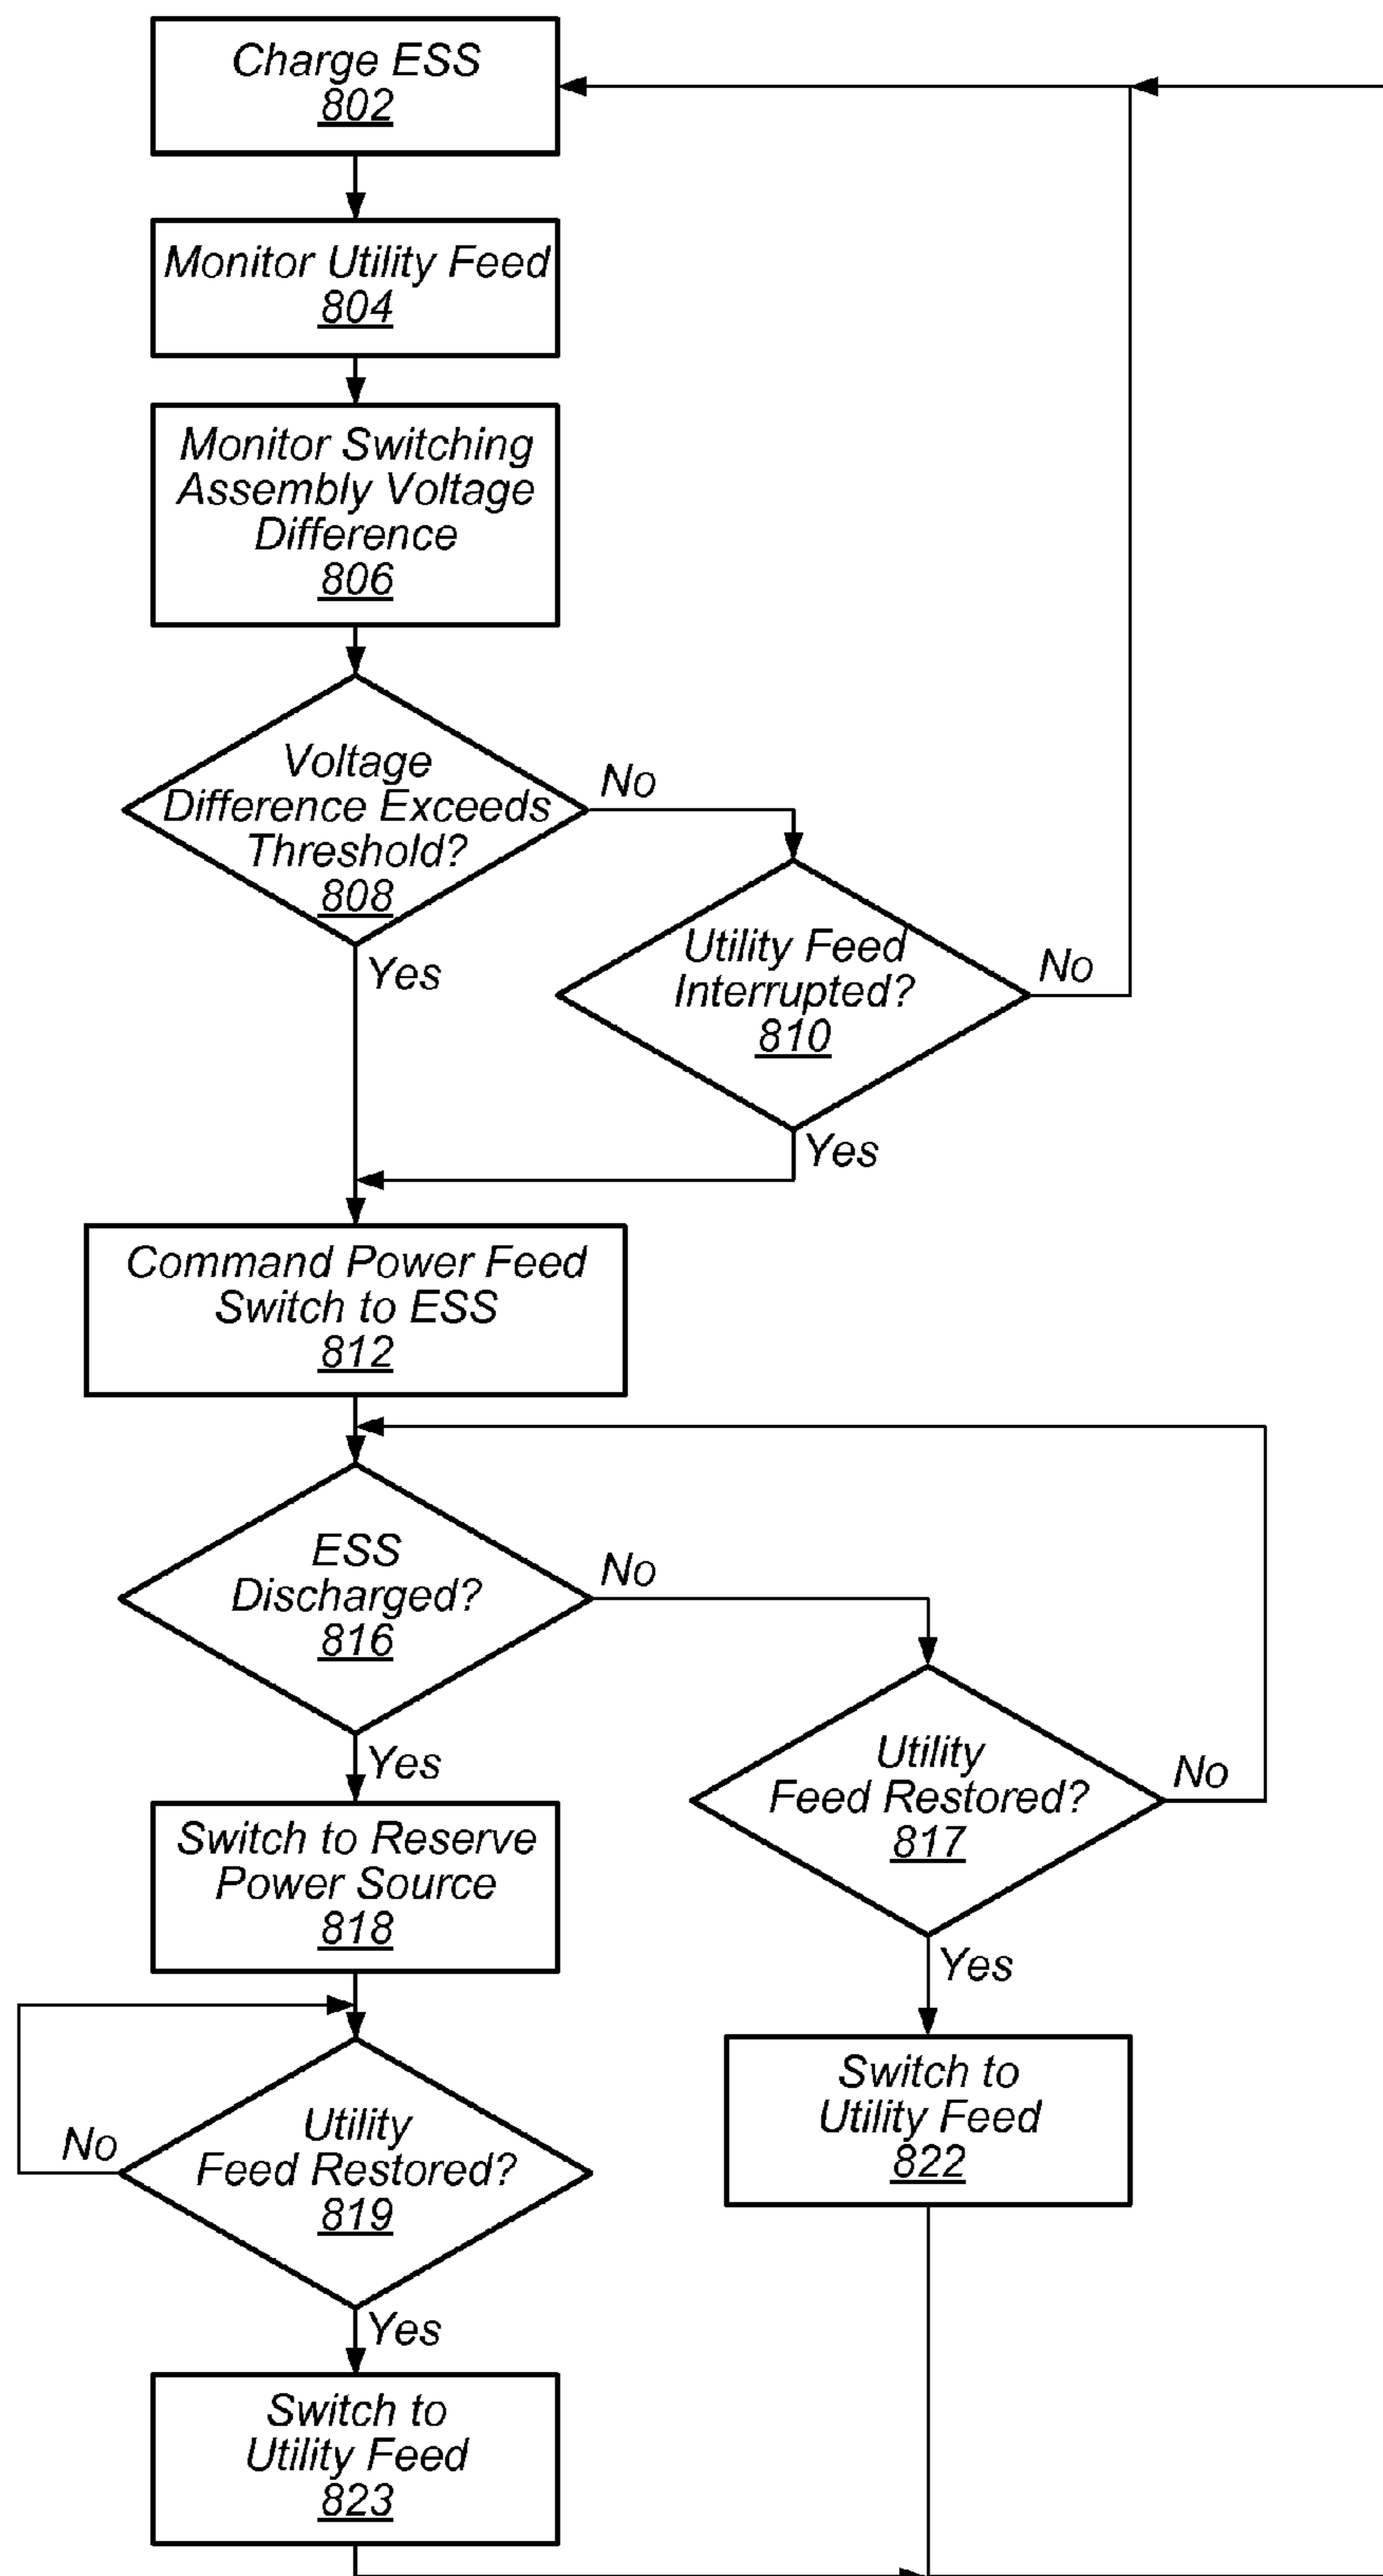 Charge ESS
802
Monitor Utility Feed
804
Monitor Switching
Assembly Voltage
Difference
806
Voltage
Difference Exceeds
Threshold?
808
No
Yes
Utility Feed
Interrupted?
810
No
Yes
Command Power Feed
Switch to ESS
812
ESS
Discharged?
816
No
Yes
Utility
Feed Restored?
817
No
Yes
Switch to Reserve
Power Source
818
Utility
Feed Restored?
819
No
Yes
Switch to
Utility Feed
822
Switch to
Utility Feed
823